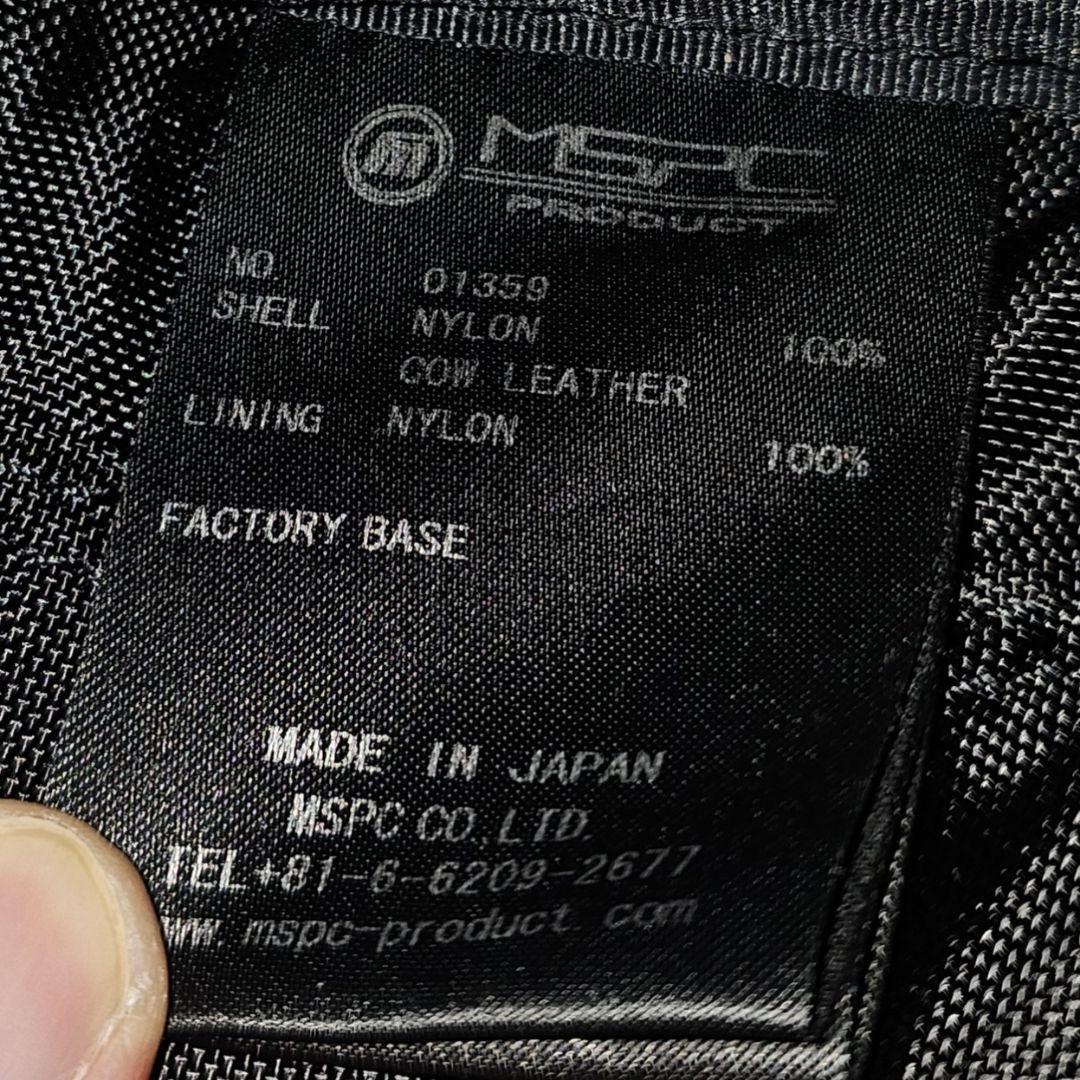 MSPC
PRODUCT
NO 01359
SHELL NYLON 100%
COW LEATHER
LINING NYLON 100%
FACTORY BASE
MADE IN JAPAN
MSPC CO.,LTD.
TEL+81-6-6209-2677
www.mspc-product.com